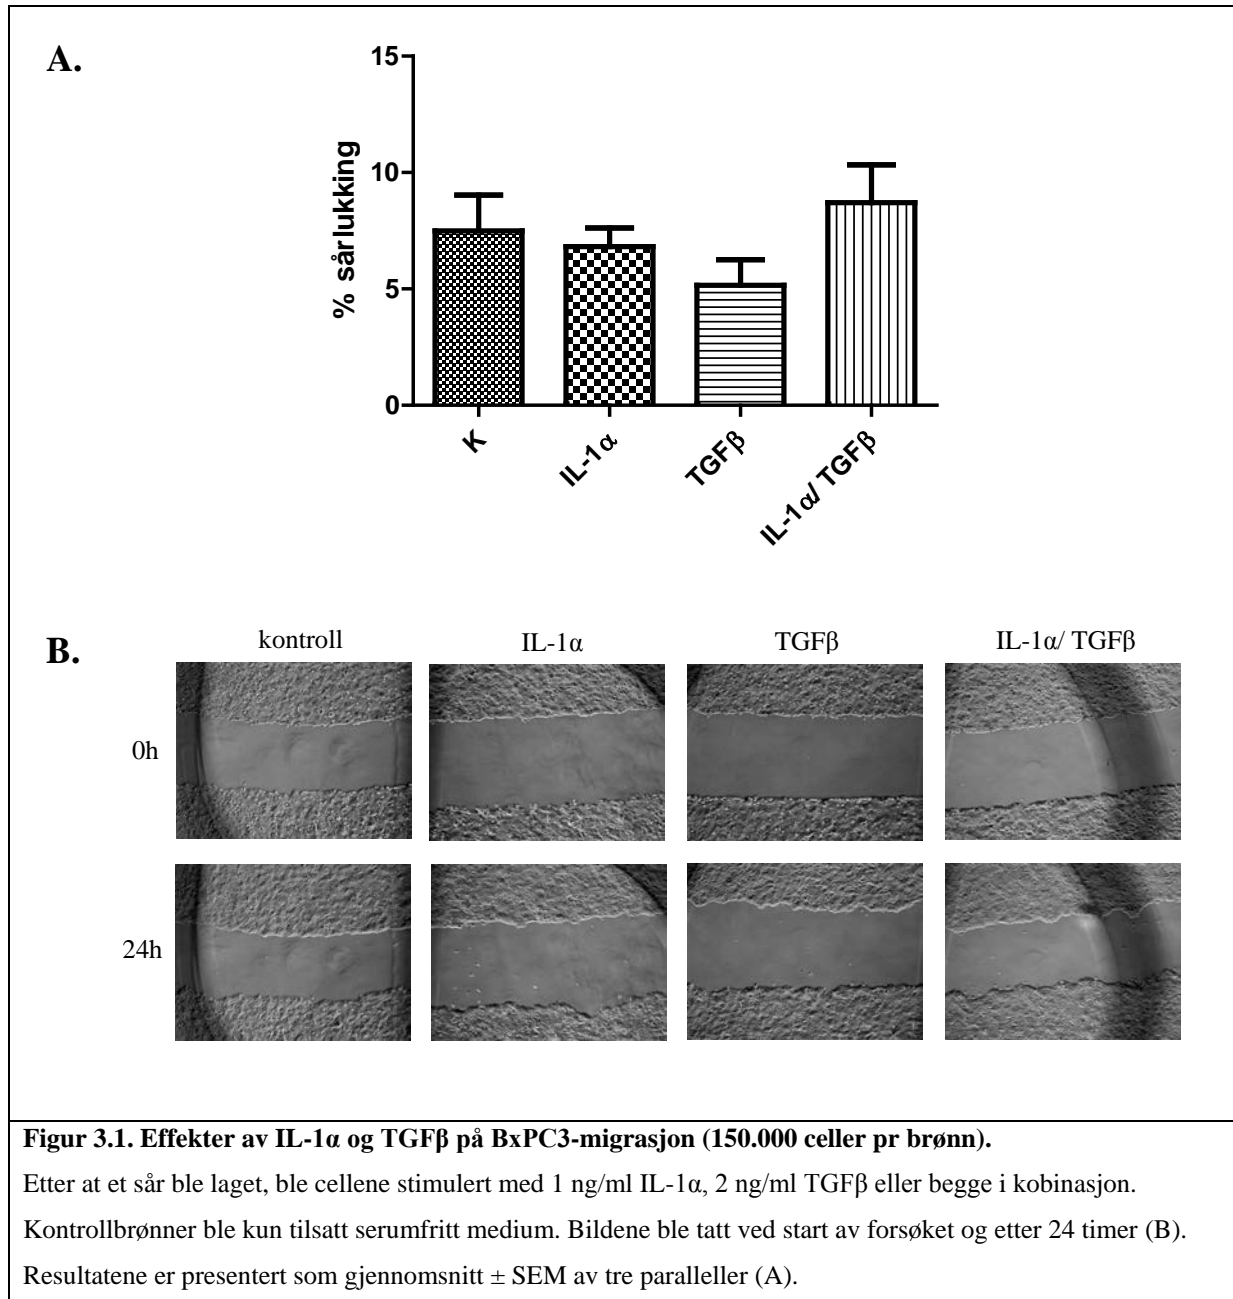 A.
15
10
5
0
% sårlukking
K
IL-1α
TGFβ
IL-1α/ TGFβ
B.
kontroll
IL-1α
TGFβ
IL-1α/ TGFβ
0h
24h
Figur 3.1. Effekter av IL-1α og TGFβ på BxPC3-migrasjon (150.000 celler pr brønn).
Etter at et sår ble laget, ble cellene stimulert med 1 ng/ml IL-1α, 2 ng/ml TGFβ eller begge i kobinasjon.
Kontrollbrønner ble kun tilsatt serumfritt medium. Bildene ble tatt ved start av forsøket og etter 24 timer (B).
Resultatene er presentert som gjennomsnitt ± SEM av tre paralleller (A).